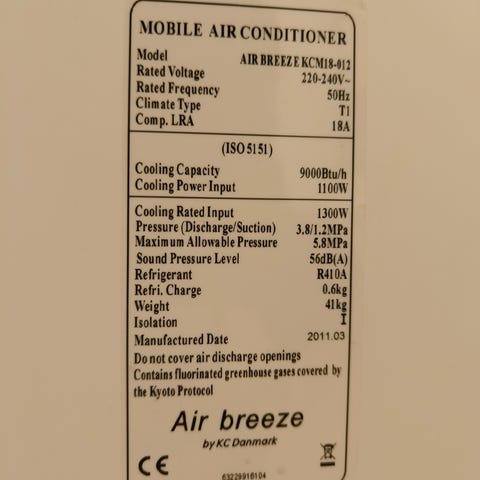 MOBILE AIR CONDITIONER
Model AIR BREEZE KCM18-012
Rated Voltage 220-240V~
Rated Frequency 50Hz
Climate Type T1
Comp. LRA 18A
(ISO5151)
Cooling Capacity 9000Btu/h
Cooling Power Input 1100W
Cooling Rated Input 1300W
Pressure (Discharge/Suction) 3.8/1.2MPa
Maximum Allowable Pressure 5.8MPa
Sound Pressure Level 56dB(A)
Refrigerant R410A
Refri. Charge 0.6kg
Weight 41kg
Isolation I
Manufactured Date 2011.03
Do not cover air discharge openings
Contains fluorinated greenhouse gases covered by
the Kyoto Protocol
Air breeze
by KC Danmark
CE
63229916104